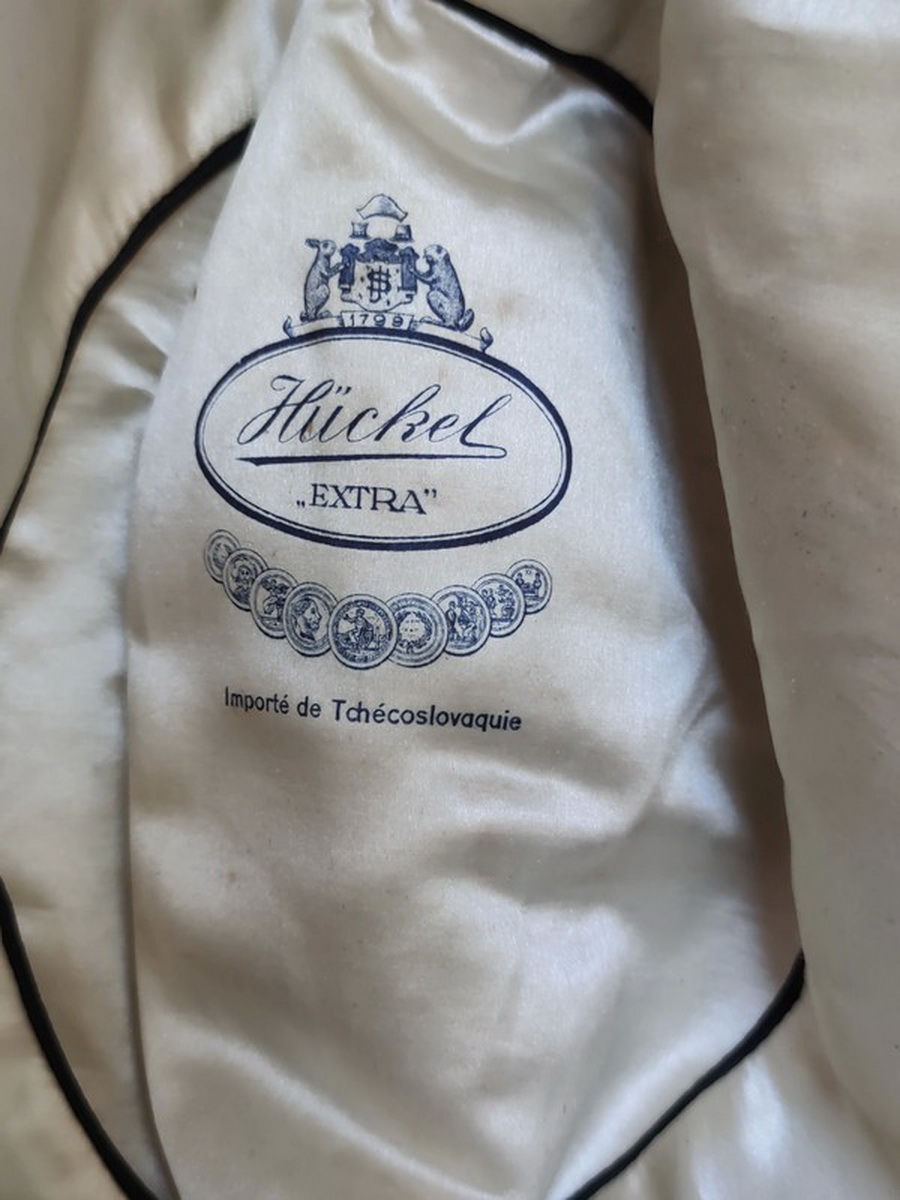 1799
Hückel
„EXTRA”
Importé de Tchécoslovaquie